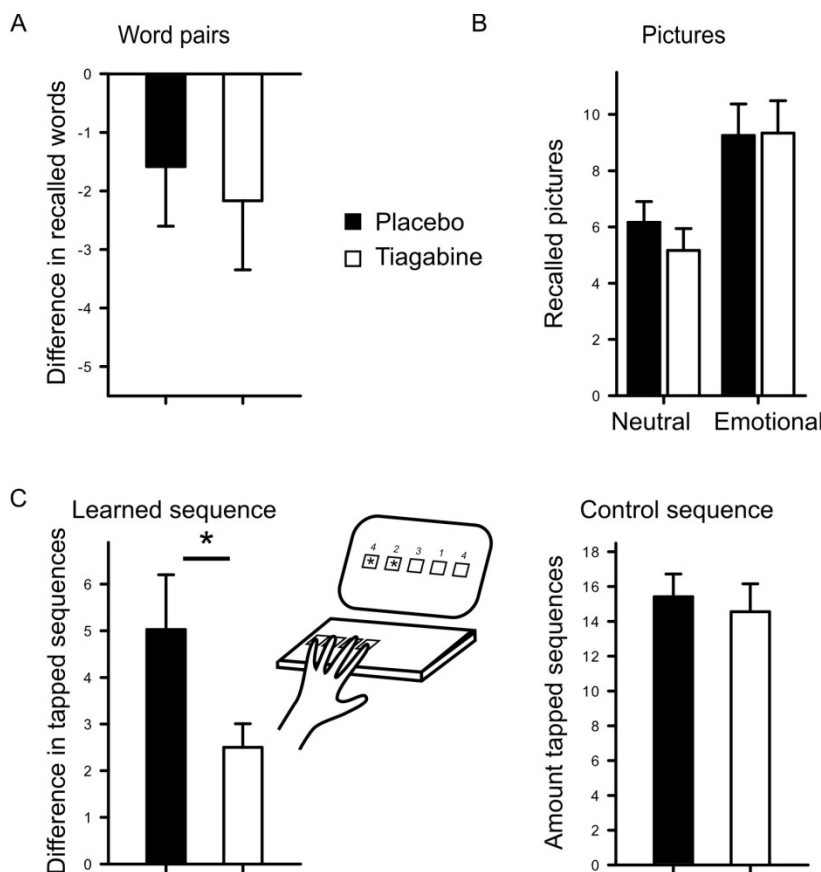 A
Word pairs
0
-1
-2
-3
-4
-5
Difference in recalled words
Placebo
Tiagabine
B
Pictures
10
8
6
4
2
0
Recalled pictures
Neutral Emotional
C
Learned sequence
*
6
5
4
3
2
1
0
Difference in tapped sequences
4 2 3 1 4
* *
Control sequence
18
16
14
12
10
8
6
4
2
0
Amount tapped sequences